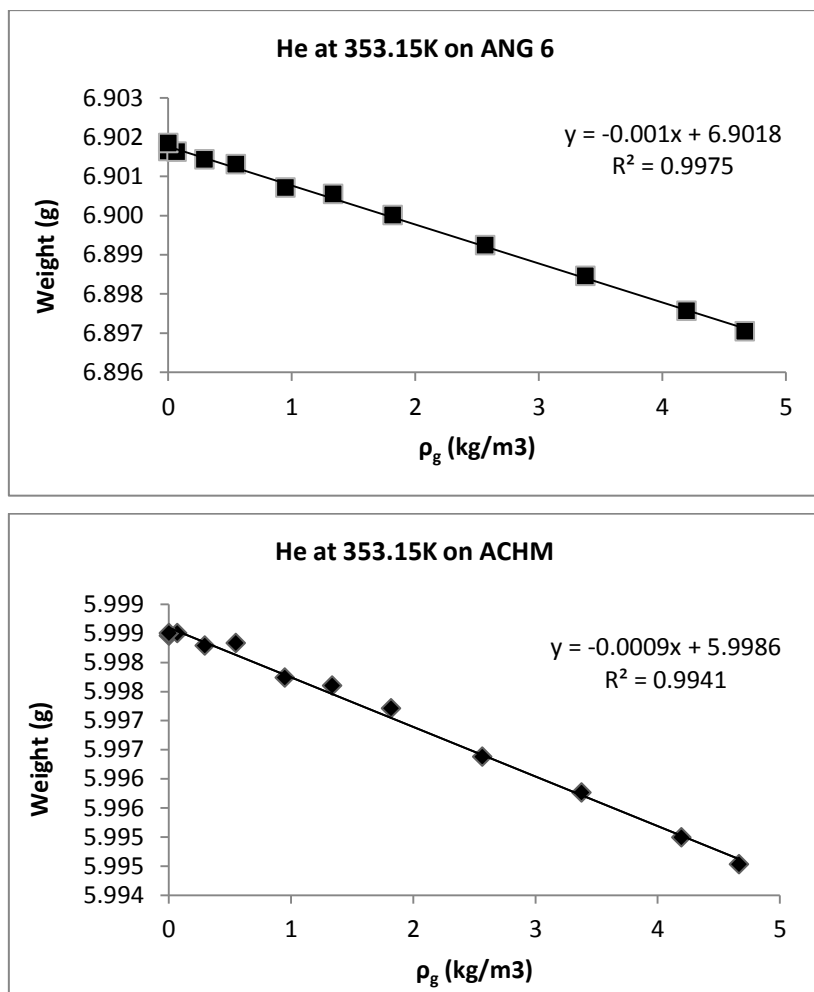 He at 353.15K on ANG 6
6.903
6.902
6.901
6.900
6.899
6.898
6.897
6.896
Weight (g)
y = -0.001x + 6.9018
R² = 0.9975
0 1 2 3 4 5
ρg (kg/m3)
He at 353.15K on ACHM
5.999
5.999
5.998
5.998
5.997
5.997
5.996
5.996
5.995
5.995
5.994
Weight (g)
y = -0.0009x + 5.9986
R² = 0.9941
0 1 2 3 4 5
ρg (kg/m3)